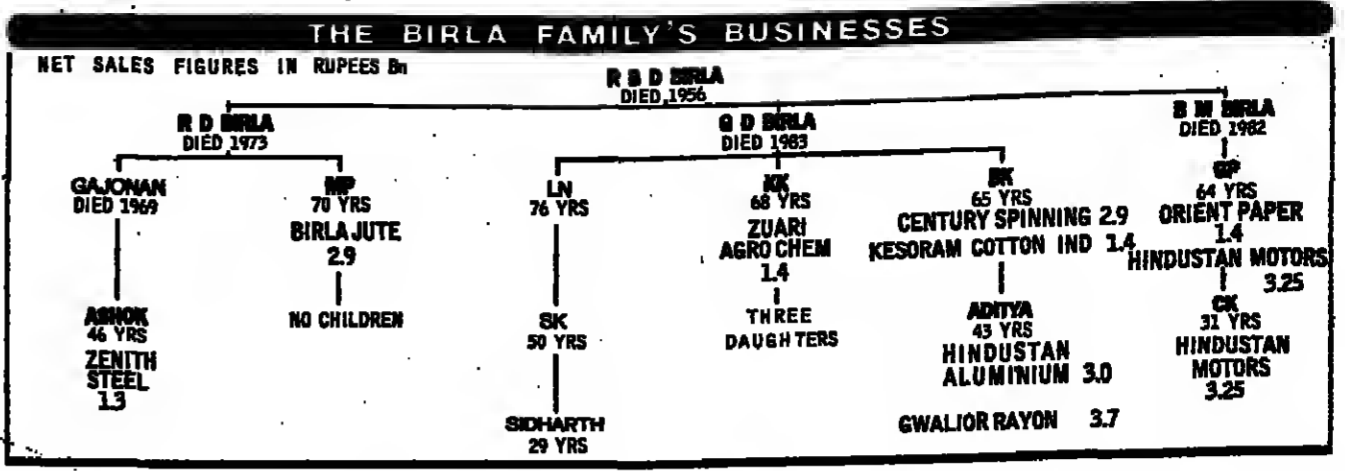 THE BIRLA FAMILY'S BUSINESSES
NET SALES FIGURES IN RUPEES Bn
R B D BIRLA
DIED 1956
R D BIRLA
DIED 1973
G D BIRLA
DIED 1983
B M BIRLA
DIED 1982
GAJONAN
DIED 1969
MP
70 YRS
BIRLA JUTE
2.9
NO CHILDREN
LN
76 YRS
KK
68 YRS
ZUARI
AGRO CHEM
1.4
THREE
DAUGHTERS
BK
65 YRS
CENTURY SPINNING 2.9
KESORAM COTTON IND 1.4
GP
64 YRS
ORIENT PAPER
1.4
HINDUSTAN MOTORS
3.25
ASHOK
46 YRS
ZENITH
STEEL
1.3
SK
50 YRS
SIDHARTH
29 YRS
ADITYA
43 YRS
HINDUSTAN
ALUMINIUM 3.0
GWALIOR RAYON 3.7
CK
31 YRS
HINDUSTAN
MOTORS
3.25